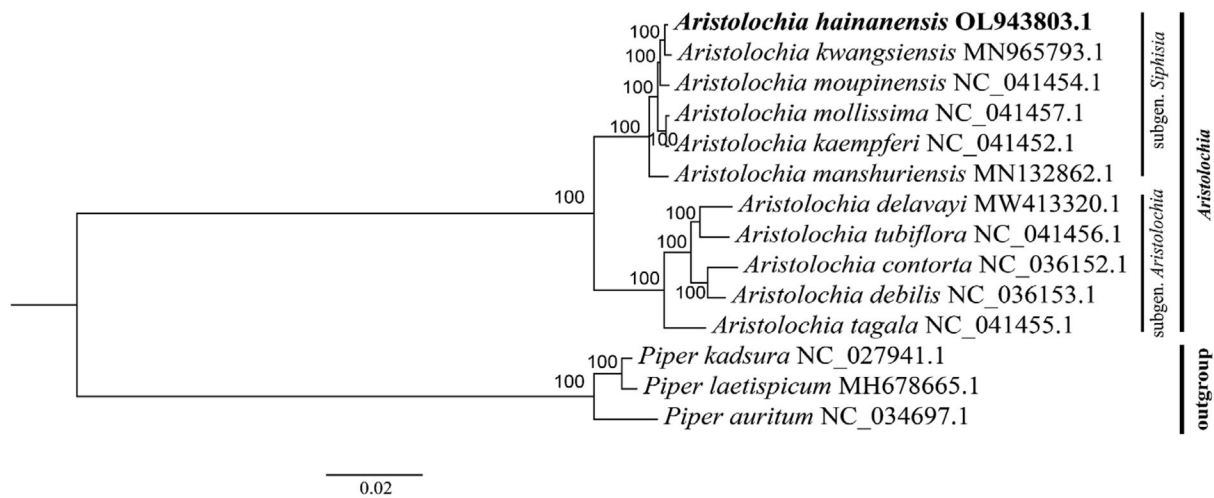 Aristolochia hainanensis OL943803.1
100
Aristolochia kwangsiensis MN965793.1
100
Aristolochia moupinensis NC_041454.1
100
Aristolochia mollissima NC_041457.1
100
100
Aristolochia kaempferi NC_041452.1
Aristolochia manshuriensis MN132862.1
subgen. Siphisia
100
Aristolochia delavayi MW413320.1
100
Aristolochia tubiflora NC_041456.1
100
Aristolochia contorta NC_036152.1
100
100
Aristolochia debilis NC_036153.1
Aristolochia tagala NC_041455.1
subgen. Aristolochia
Aristolochia
Piper kadsura NC_027941.1
100
100
Piper laetispicum MH678665.1
Piper auritum NC_034697.1
outgroup
0.02